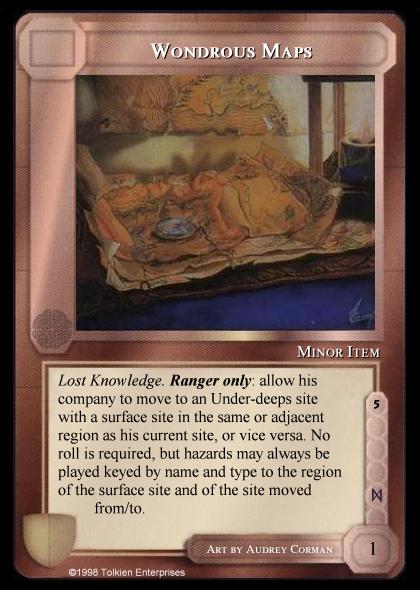 Wondrous Maps
Minor Item
Lost Knowledge. Ranger only: allow his
company to move to an Under-deeps site
with a surface site in the same or adjacent
region as his current site, or vice versa. No
roll is required, but hazards may always be
played keyed by name and type to the region
of the surface site and of the site moved
from/to.
5
Art by Audrey Corman
1
©1998 Tolkien Enterprises